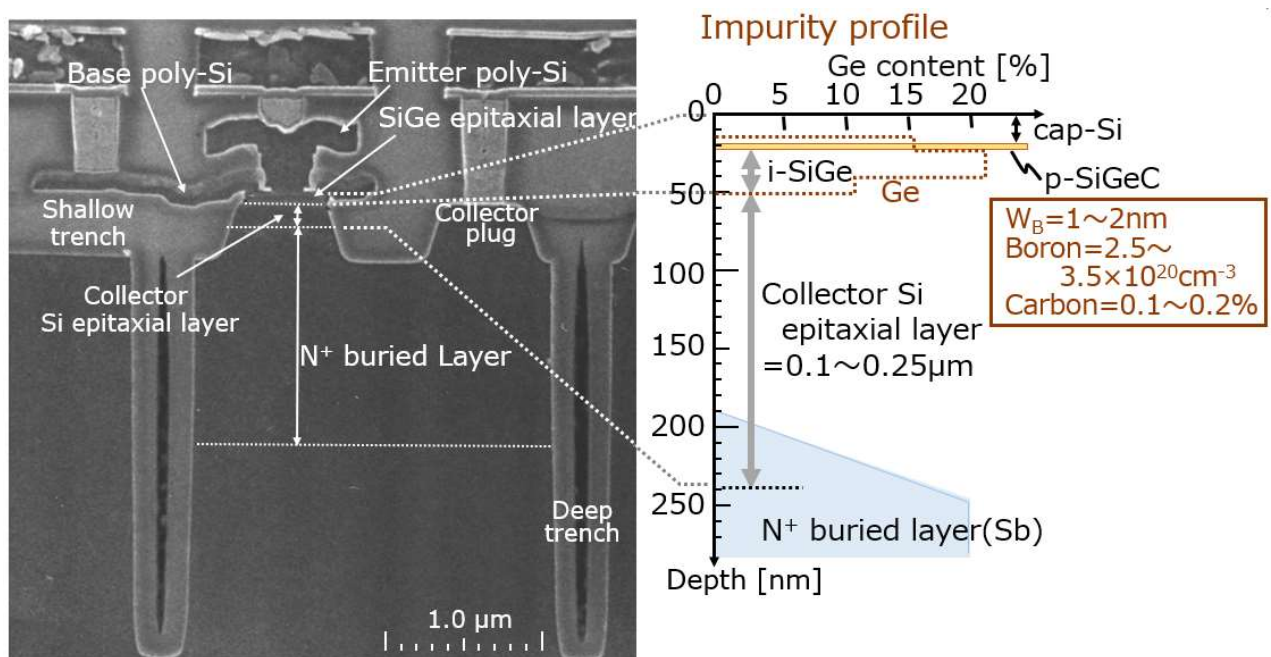 Base poly-Si
Emitter poly-Si
SiGe epitaxial layer
Shallow
trench
Collector
plug
Collector
Si epitaxial layer
N⁺ buried Layer
Deep
trench
1.0 μm
Impurity profile
Ge content [%]
0 5 10 15 20
0
50
100
150
200
250
cap-Si
i-SiGe
Ge
p-SiGeC
W_B=1～2nm
Boron=2.5～
3.5×10²⁰cm⁻³
Carbon=0.1～0.2%
Collector Si
epitaxial layer
=0.1～0.25μm
N⁺ buried layer(Sb)
Depth [nm]